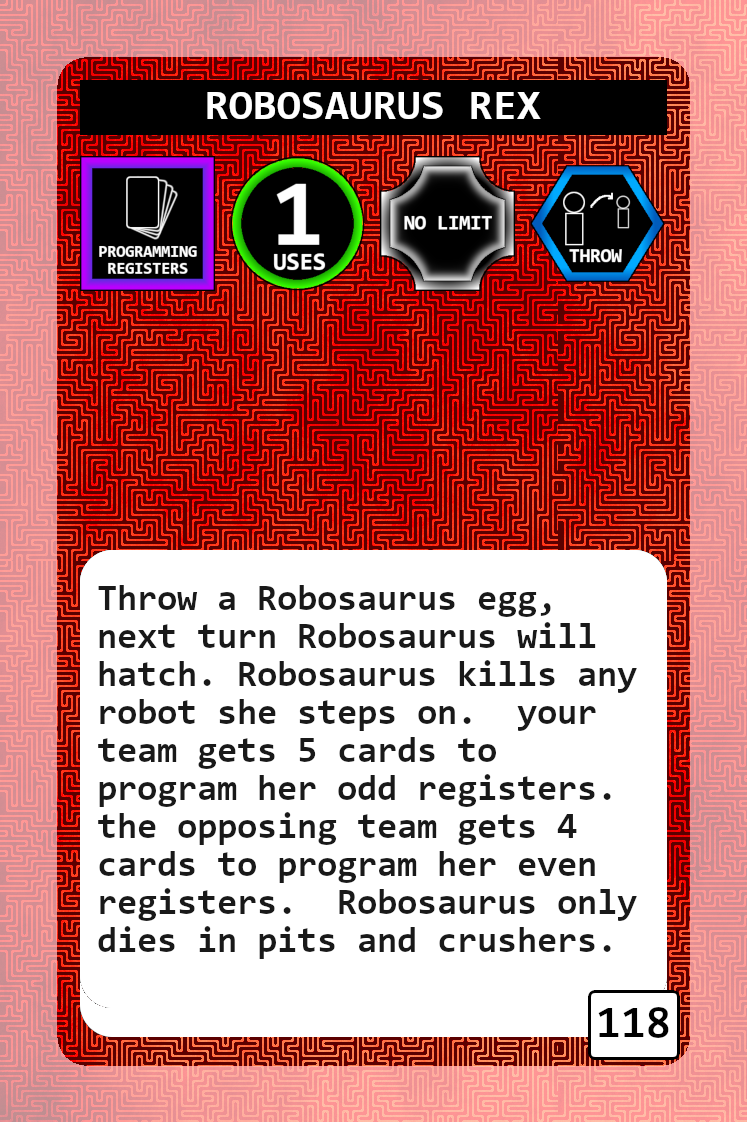 ROBOSAURUS REX
PROGRAMMING
REGISTERS
1
USES
NO LIMIT
THROW
Throw a Robosaurus egg,
next turn Robosaurus will
hatch. Robosaurus kills any
robot she steps on.  your
team gets 5 cards to
program her odd registers.
the opposing team gets 4
cards to program her even
registers.  Robosaurus only
dies in pits and crushers.
118